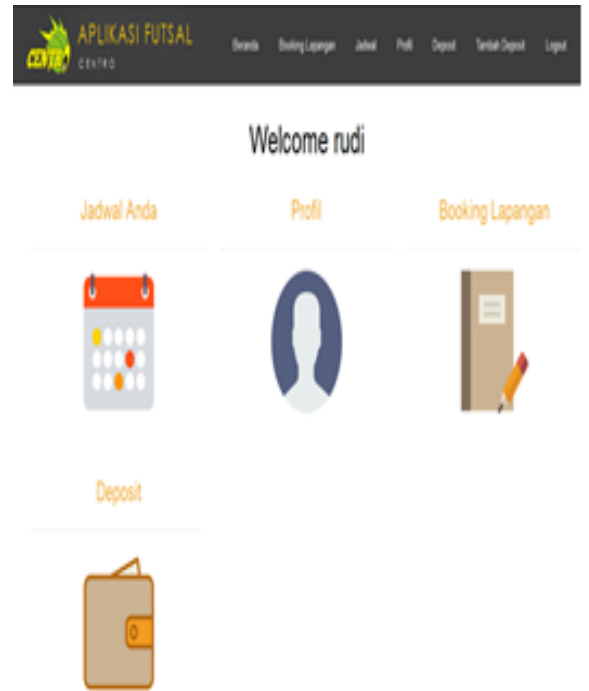 APLIKASI FUTSAL
CENTRO
CENTRO
Beranda Booking Lapangan Jadwal Profil Deposit Tambah Deposit Logout
Welcome rudi
Jadwal Anda Profil Booking Lapangan
Deposit